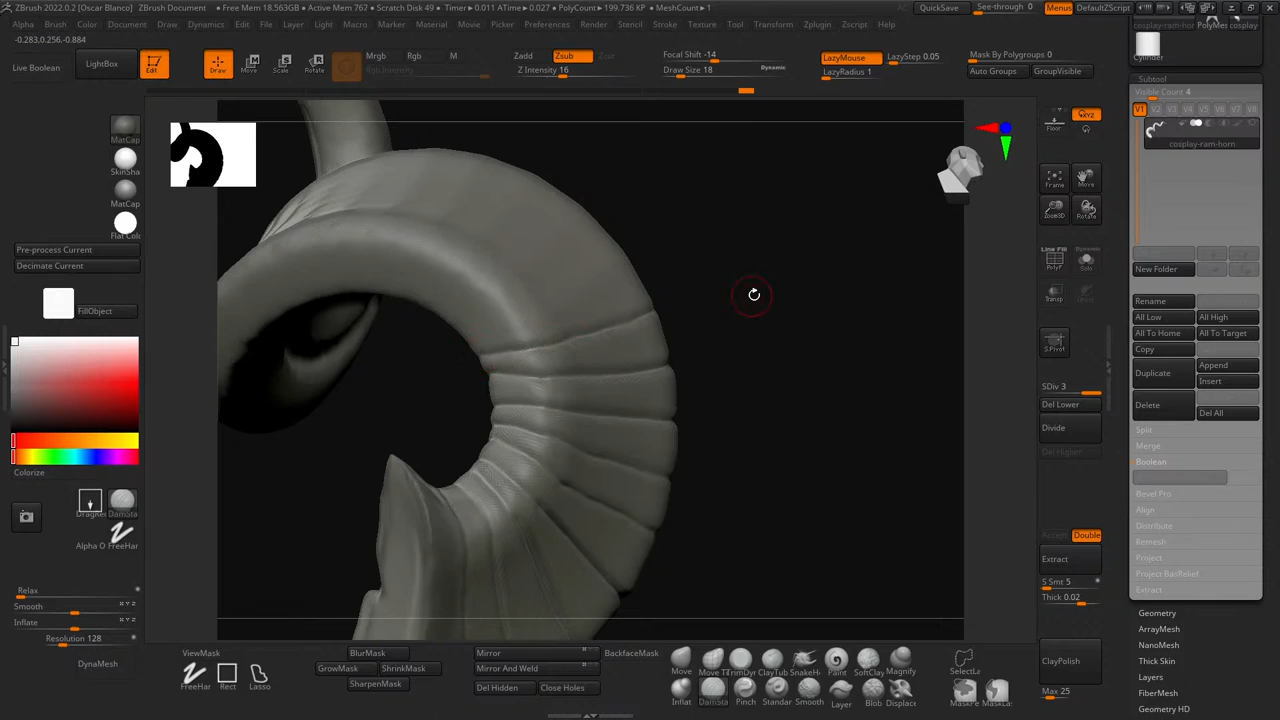 ZBrush 2022.0.2 [Oscar Blanco] ZBrush Document • Free Mem 18.563GB • Active Mem 767 • Scratch Disk 49 • Timer▶0.011 ATime▶0.027 • PolyCount▶199.736 KP • MeshCount▶1 AC QuickSave See-through 0 Menus DefaultZScript
Alpha Brush Color Document Draw Dynamics Edit File Layer Light Macro Marker Material Movie Picker Preferences Render Stencil Stroke Texture Tool Transform Zplugin Zscript Help
-0.283,0.256,-0.884
Live Boolean LightBox Edit Draw Move Scale Rotate
Mrgb Rgb M
Rgb Intensity
Zadd Zsub
Z Intensity 16
Focal Shift -14
Draw Size 18 Dynamic
LazyMouse LazyStep 0.05
LazyRadius 1
Mask By Polygroups 0
Auto Groups GroupVisible
MatCap
SkinSha
MatCap
Flat Colo
Pre-process Current
Decimate Current
FillObject
Colorize
DragRe DamSta
Alpha O FreeHar
Relax
Smooth
Inflate
Resolution 128
DynaMesh
ViewMask
FreeHar Rect Lasso
BlurMask
GrowMask ShrinkMask
SharpenMask
Mirror
Mirror And Weld
Del Hidden Close Holes
BackfaceMask
Move Move T TrimDyr ClayTub SnakeH Paint SoftClay Magnify
Inflat DamSta Pinch Standar Smooth Layer Blob Displace
SelectLa
MaskPe MaskLas
Floor XYZ
Frame Move
Zoom3D Rotate
Line Fill
PolyF
Dynamic
Solo
Transp
S.Pivot
SDiv 3
Del Lower
Divide
Del Higher
Accept Double
Extract
S Smt 5
Thick 0.02
ClayPolish
Max 25
cosplay-ram-hor PolyMes cosplay
Cylinder
Subtool
Visible Count 4
V1 V2 V3 V4 V5 V6 V7 V8
cosplay-ram-horn
New Folder
Rename
All Low All High
All To Home All To Target
Copy
Duplicate Append
Insert
Delete
Del All
Split
Merge
Boolean
Bevel Pro
Align
Distribute
Remesh
Project
Project BasRelief
Extract
Geometry
ArrayMesh
NanoMesh
Thick Skin
Layers
FiberMesh
Geometry HD